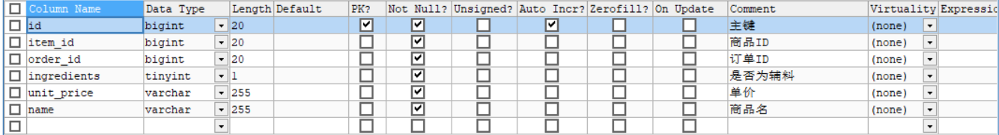 Column Name Data Type Length Default PK? Not Null? Unsigned? Auto Incr? Zerofill? On Update Comment Virtuality Expressio
id bigint 20 主键 (none)
item_id bigint 20 商品ID (none)
order_id bigint 20 订单ID (none)
ingredients tinyint 1 是否为辅料 (none)
unit_price varchar 255 单价 (none)
name varchar 255 商品名 (none)